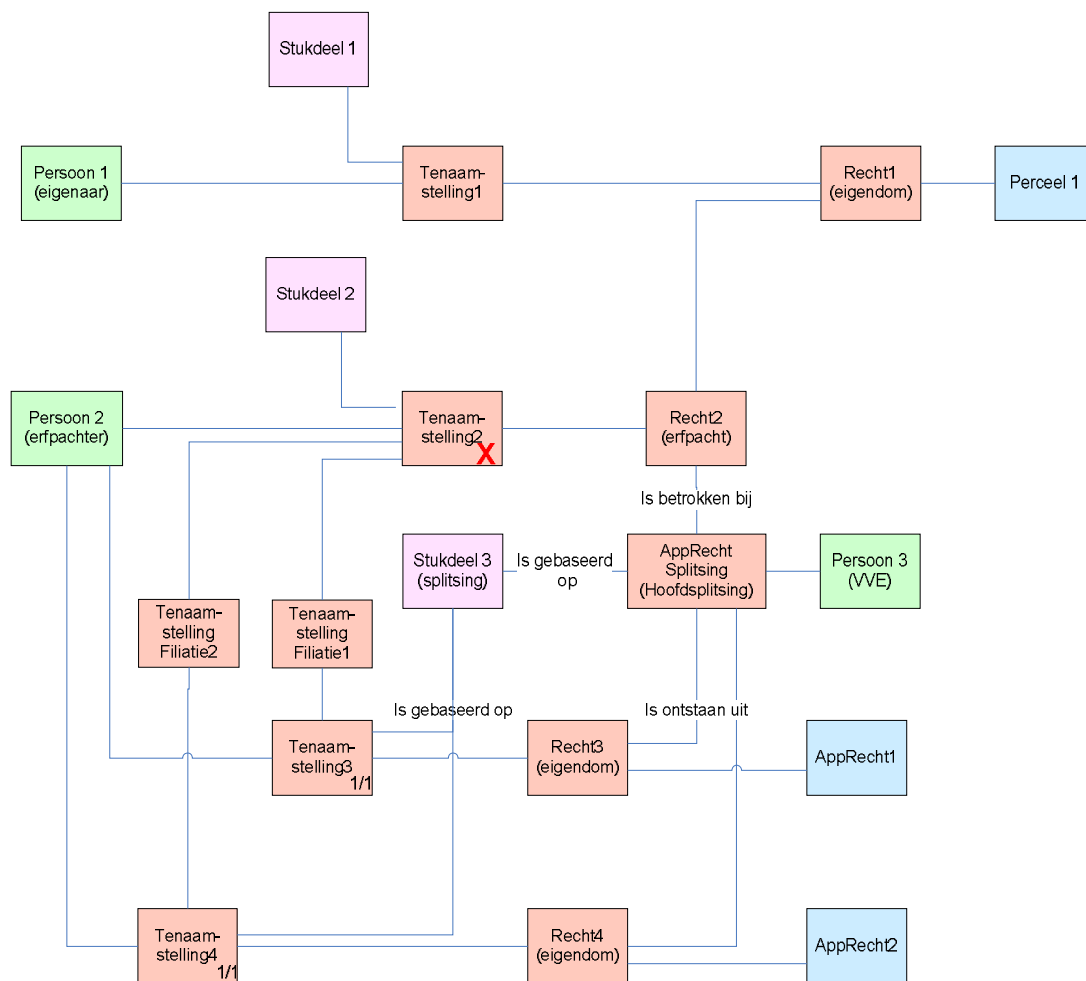 Stukdeel 1
Persoon 1
(eigenaar)
Tenaam-
stelling1
Recht1
(eigendom)
Perceel 1
Stukdeel 2
Persoon 2
(erfpachter)
Tenaam-
stelling2
X
Recht2
(erfpacht)
Is betrokken bij
Stukdeel 3
(splitsing)
Is gebaseerd
op
AppRecht
Splitsing
(Hoofdsplitsing)
Persoon 3
(VVE)
Tenaam-
stelling
Filiatie2
Tenaam-
stelling
Filiatie1
Is gebaseerd op
Is ontstaan uit
Tenaam-
stelling3
1/1
Recht3
(eigendom)
AppRecht1
Tenaam-
stelling4
1/1
Recht4
(eigendom)
AppRecht2